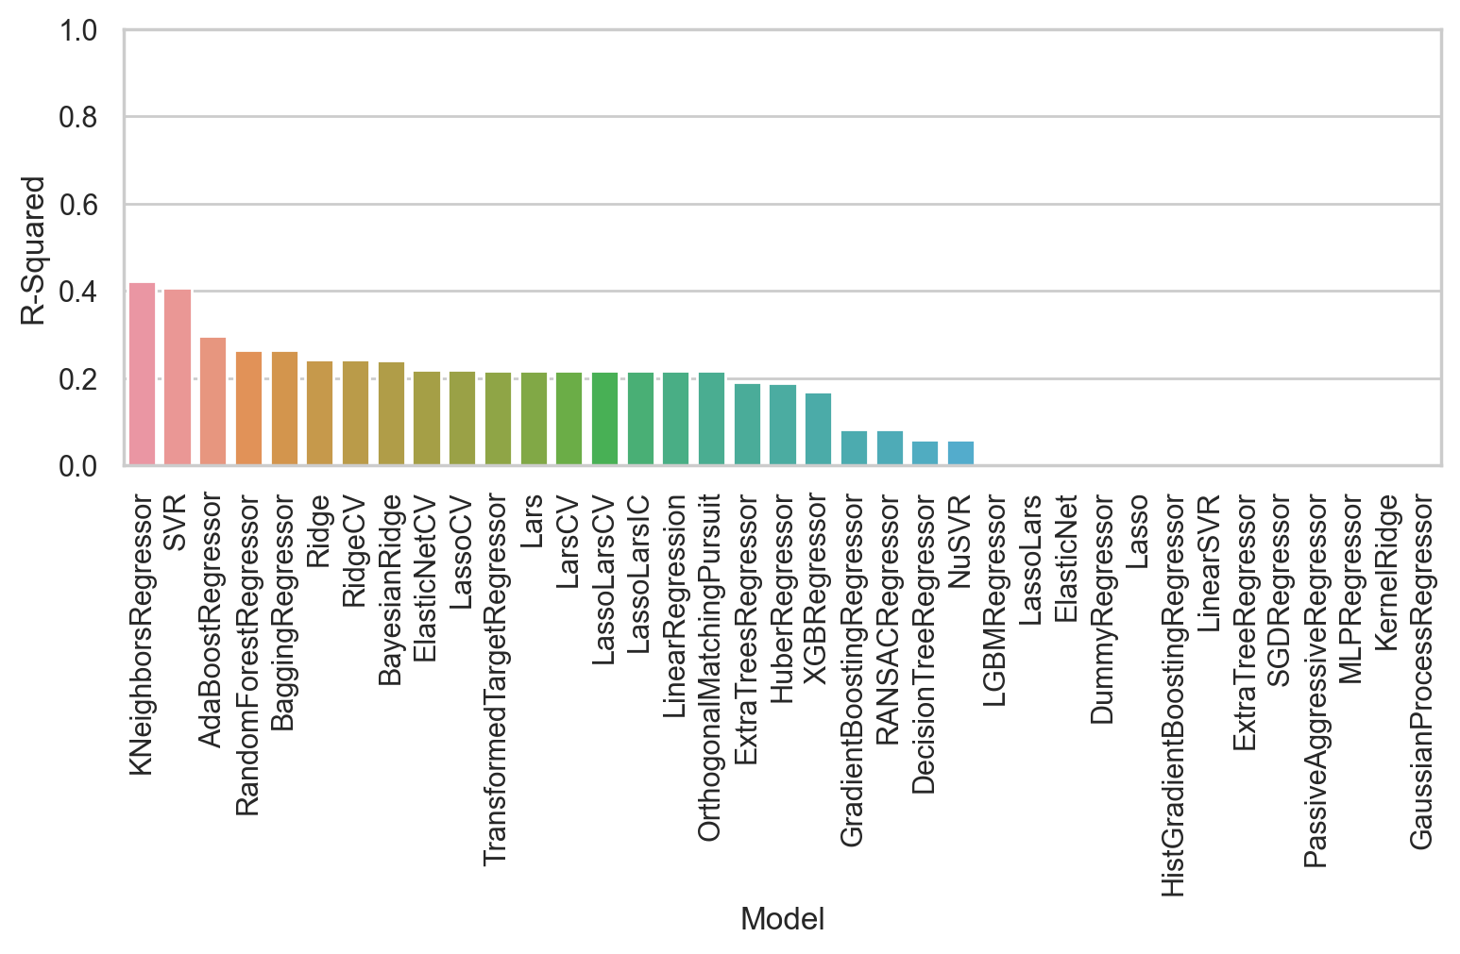 1.0
0.8
0.6
0.4
0.2
0.0
R-Squared
KNeighborsRegressor
SVR
AdaBoostRegressor
RandomForestRegressor
BaggingRegressor
Ridge
RidgeCV
BayesianRidge
ElasticNetCV
LassoCV
TransformedTargetRegressor
Lars
LarsCV
LassoLarsCV
LassoLarsIC
LinearRegression
OrthogonalMatchingPursuit
ExtraTreesRegressor
HuberRegressor
XGBRegressor
GradientBoostingRegressor
RANSACRegressor
DecisionTreeRegressor
NuSVR
LGBMRegressor
LassoLars
ElasticNet
DummyRegressor
Lasso
HistGradientBoostingRegressor
LinearSVR
ExtraTreeRegressor
SGDRegressor
PassiveAggressiveRegressor
MLPRegressor
KernelRidge
GaussianProcessRegressor
Model